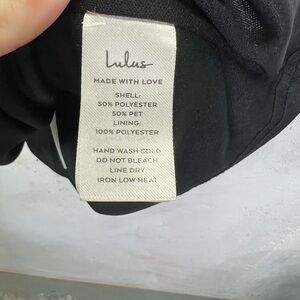 Lulus
MADE WITH LOVE
SHELL:
50% POLYESTER
50% PET
LINING:
100% POLYESTER
HAND WASH COLD
DO NOT BLEACH
LINE DRY
IRON LOW HEAT